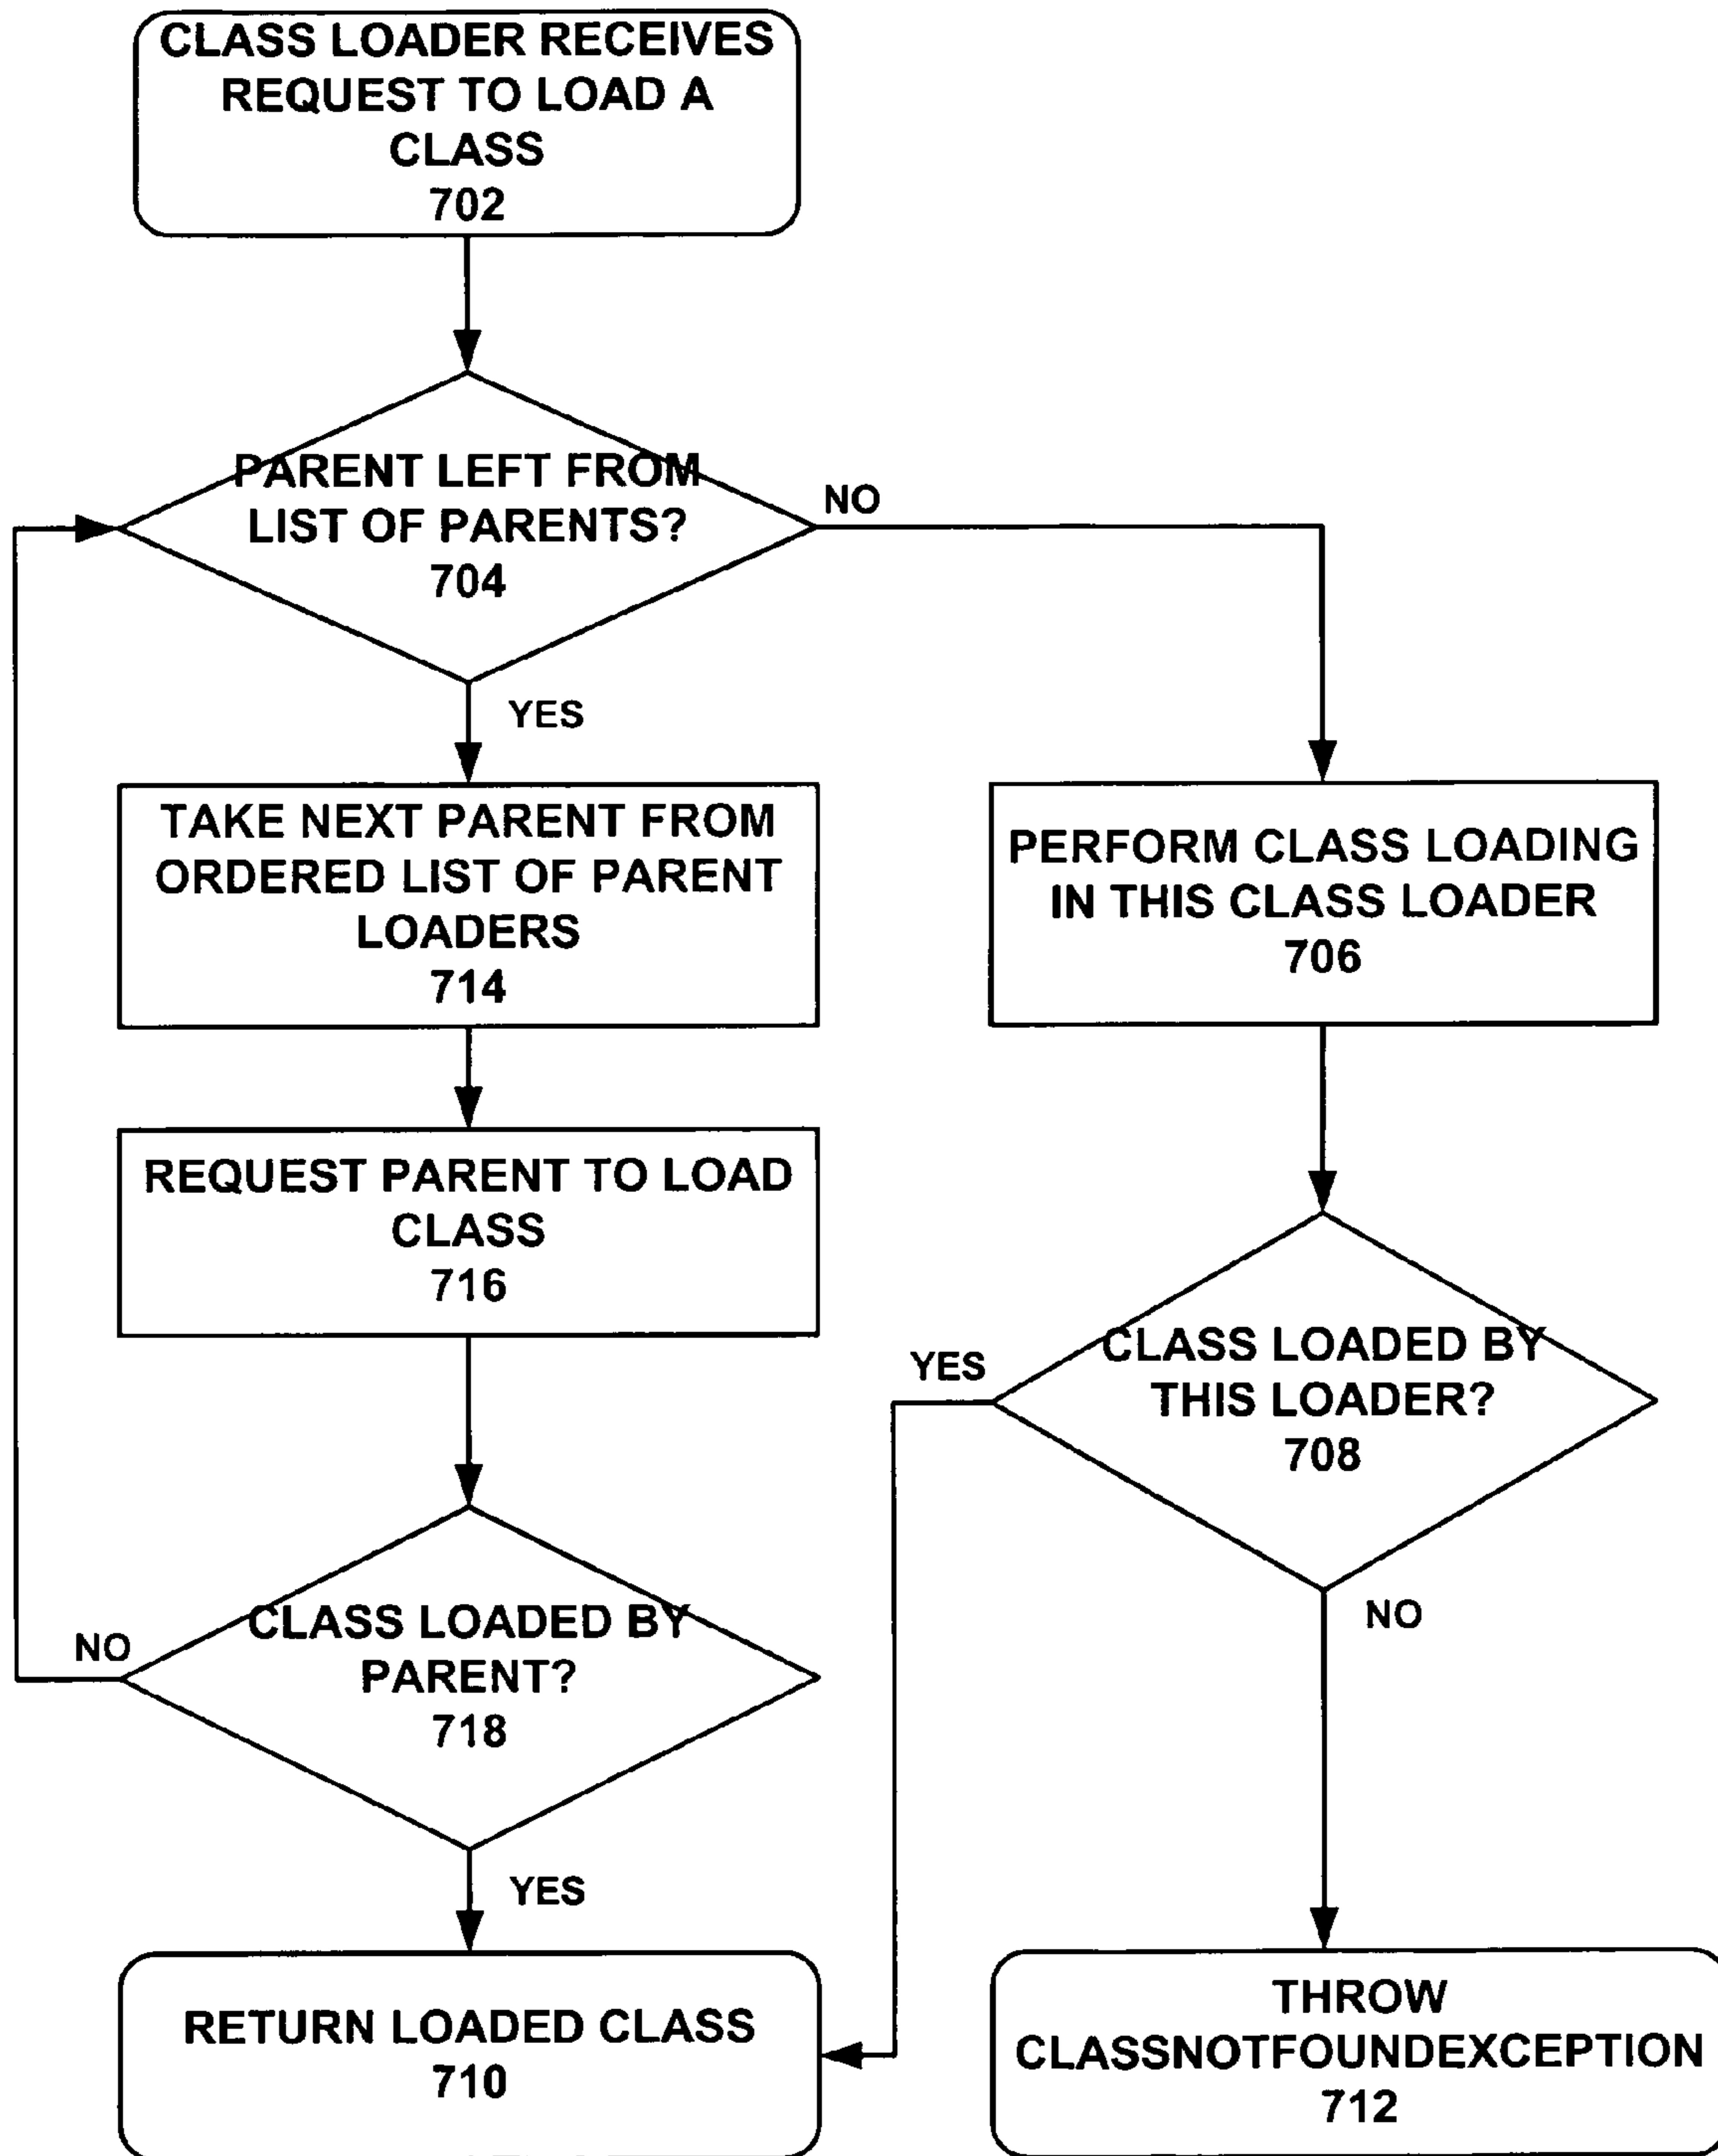 CLASS LOADER RECEIVES
REQUEST TO LOAD A
CLASS
702
PARENT LEFT FROM
LIST OF PARENTS?
704
NO
YES
TAKE NEXT PARENT FROM
ORDERED LIST OF PARENT
LOADERS
714
PERFORM CLASS LOADING
IN THIS CLASS LOADER
706
REQUEST PARENT TO LOAD
CLASS
716
CLASS LOADED BY
THIS LOADER?
708
YES
NO
CLASS LOADED BY
PARENT?
718
NO
YES
RETURN LOADED CLASS
710
THROW
CLASSNOTFOUNDEXCEPTION
712